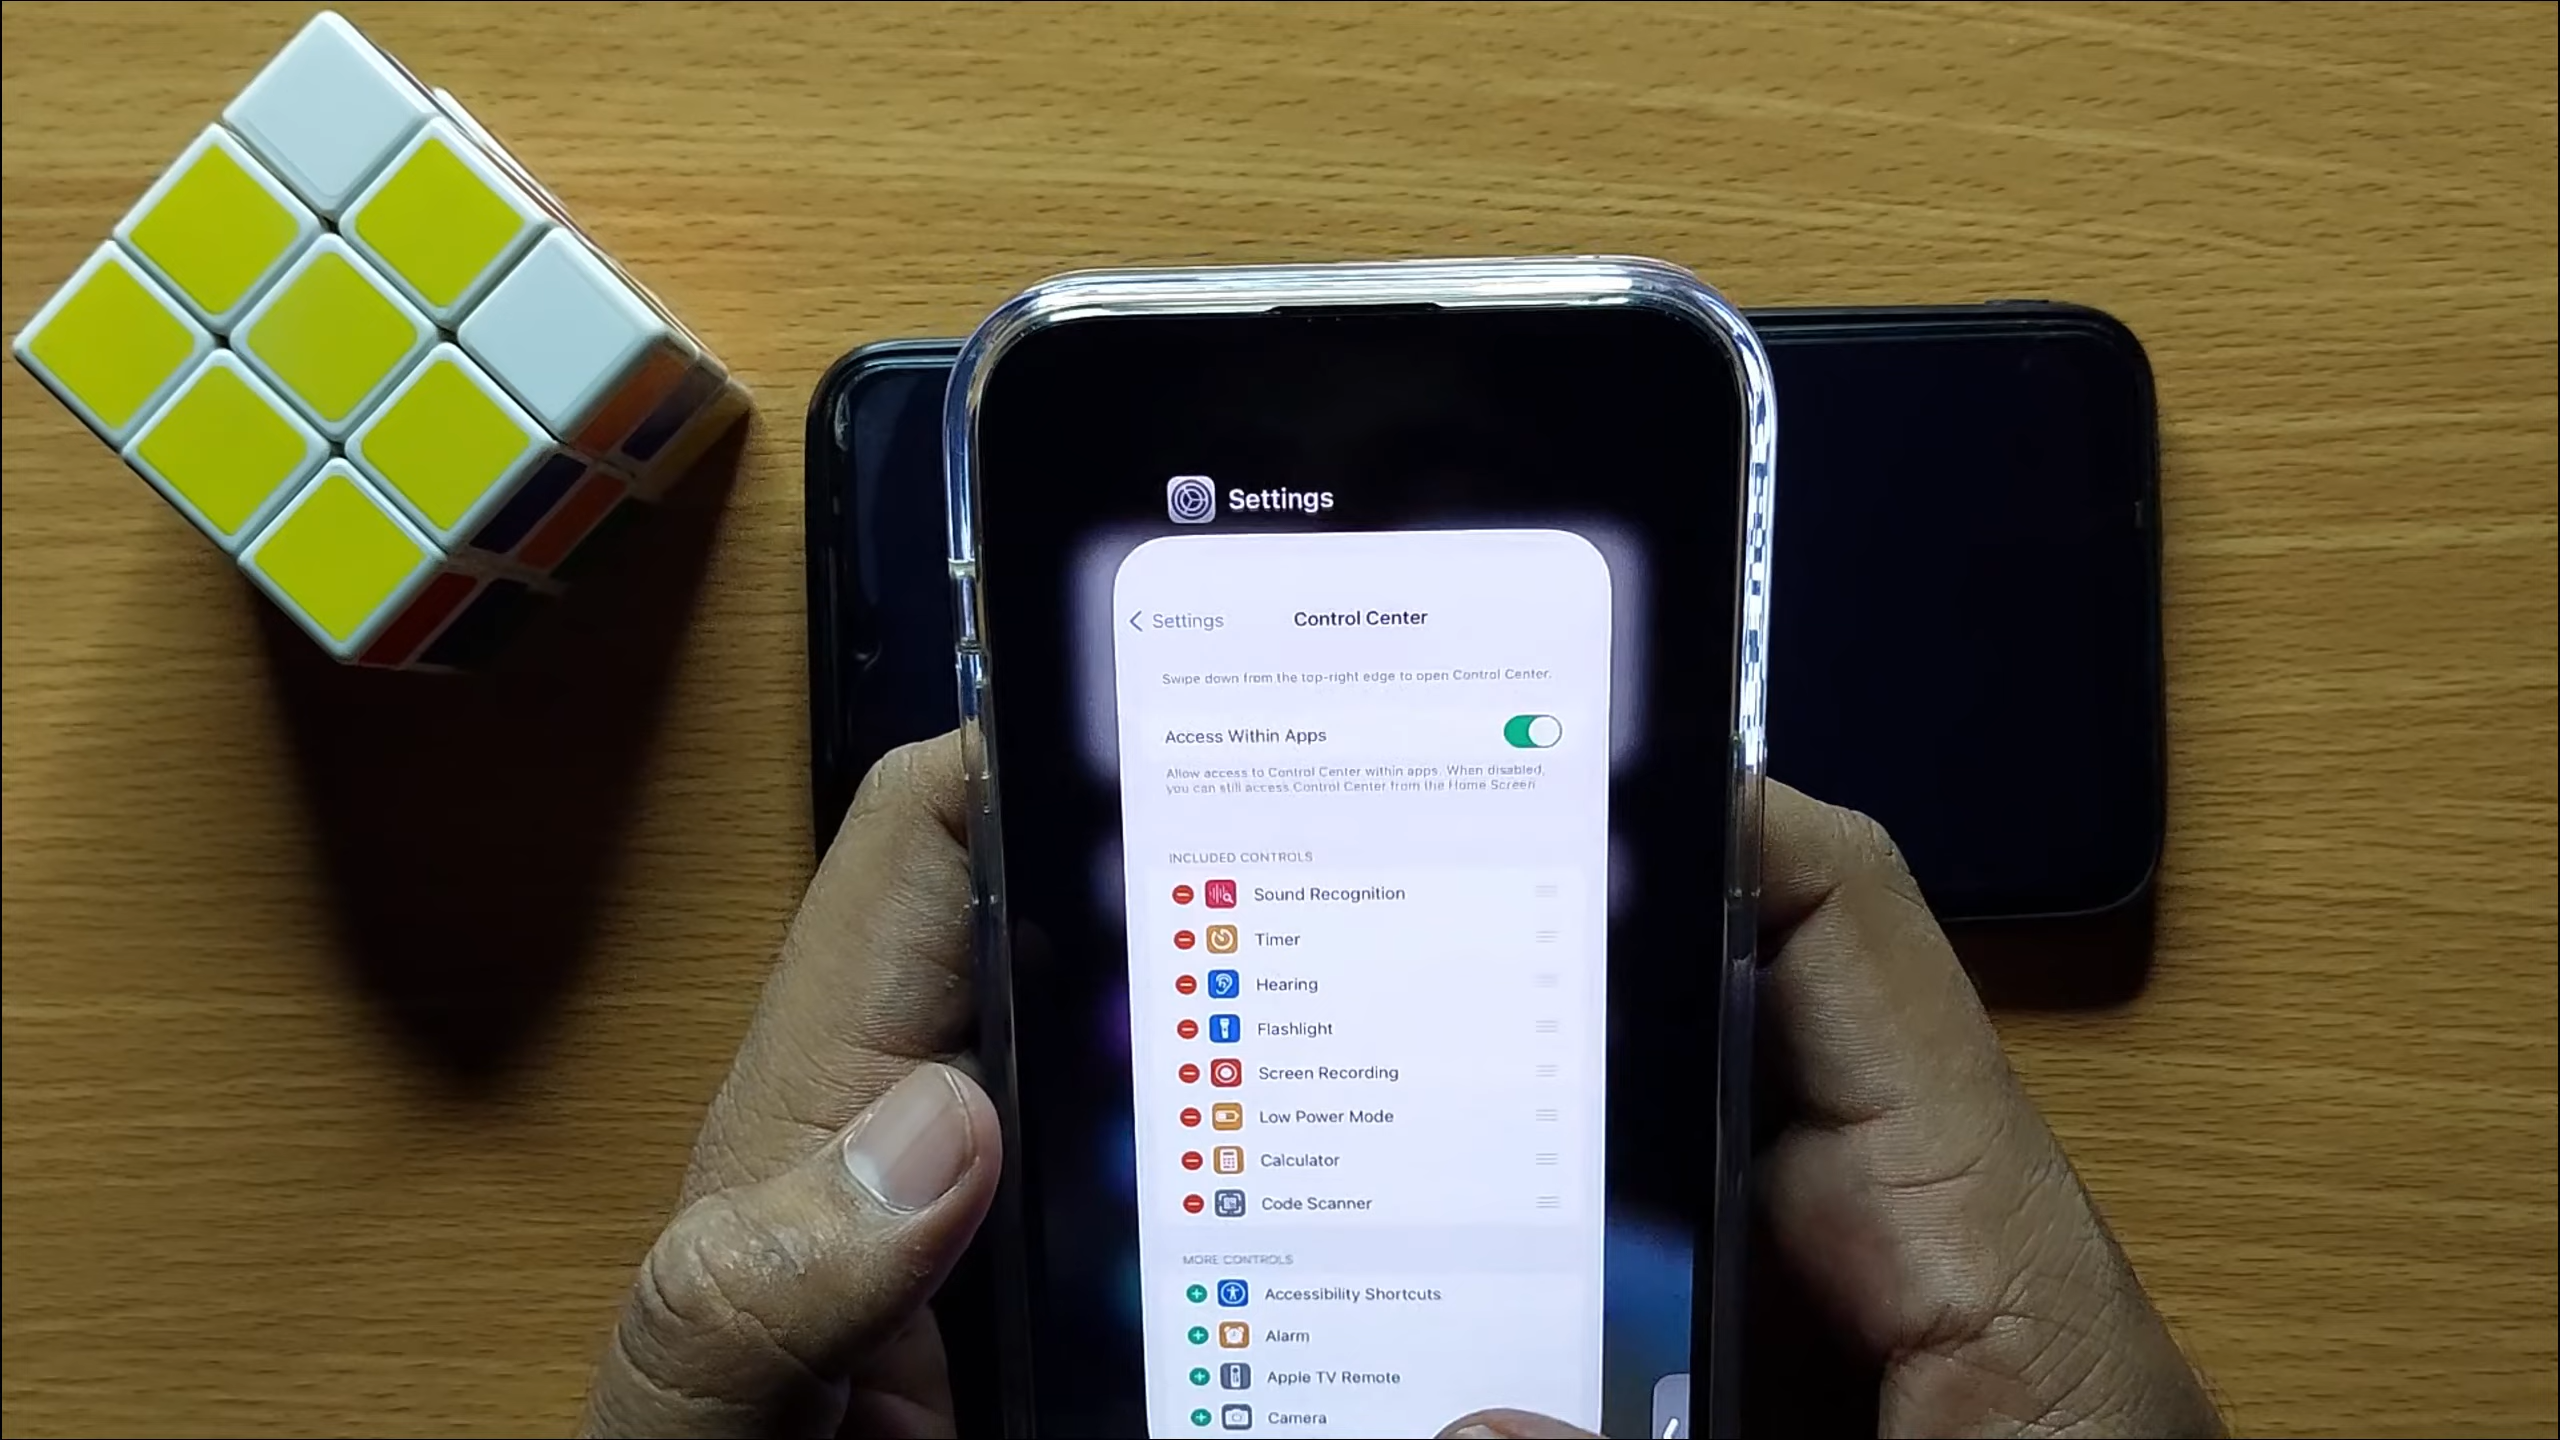 Settings
Settings
Control Center
Swipe down from the top-right edge to open Control Center.
Access Within Apps
Allow access to Control Center within apps. When disabled,
you can still access Control Center from the Home Screen
INCLUDED CONTROLS
Sound Recognition
Timer
Hearing
Flashlight
Screen Recording
Low Power Mode
Calculator
Code Scanner
MORE CONTROLS
Accessibility Shortcuts
Alarm
Apple TV Remote
Camera